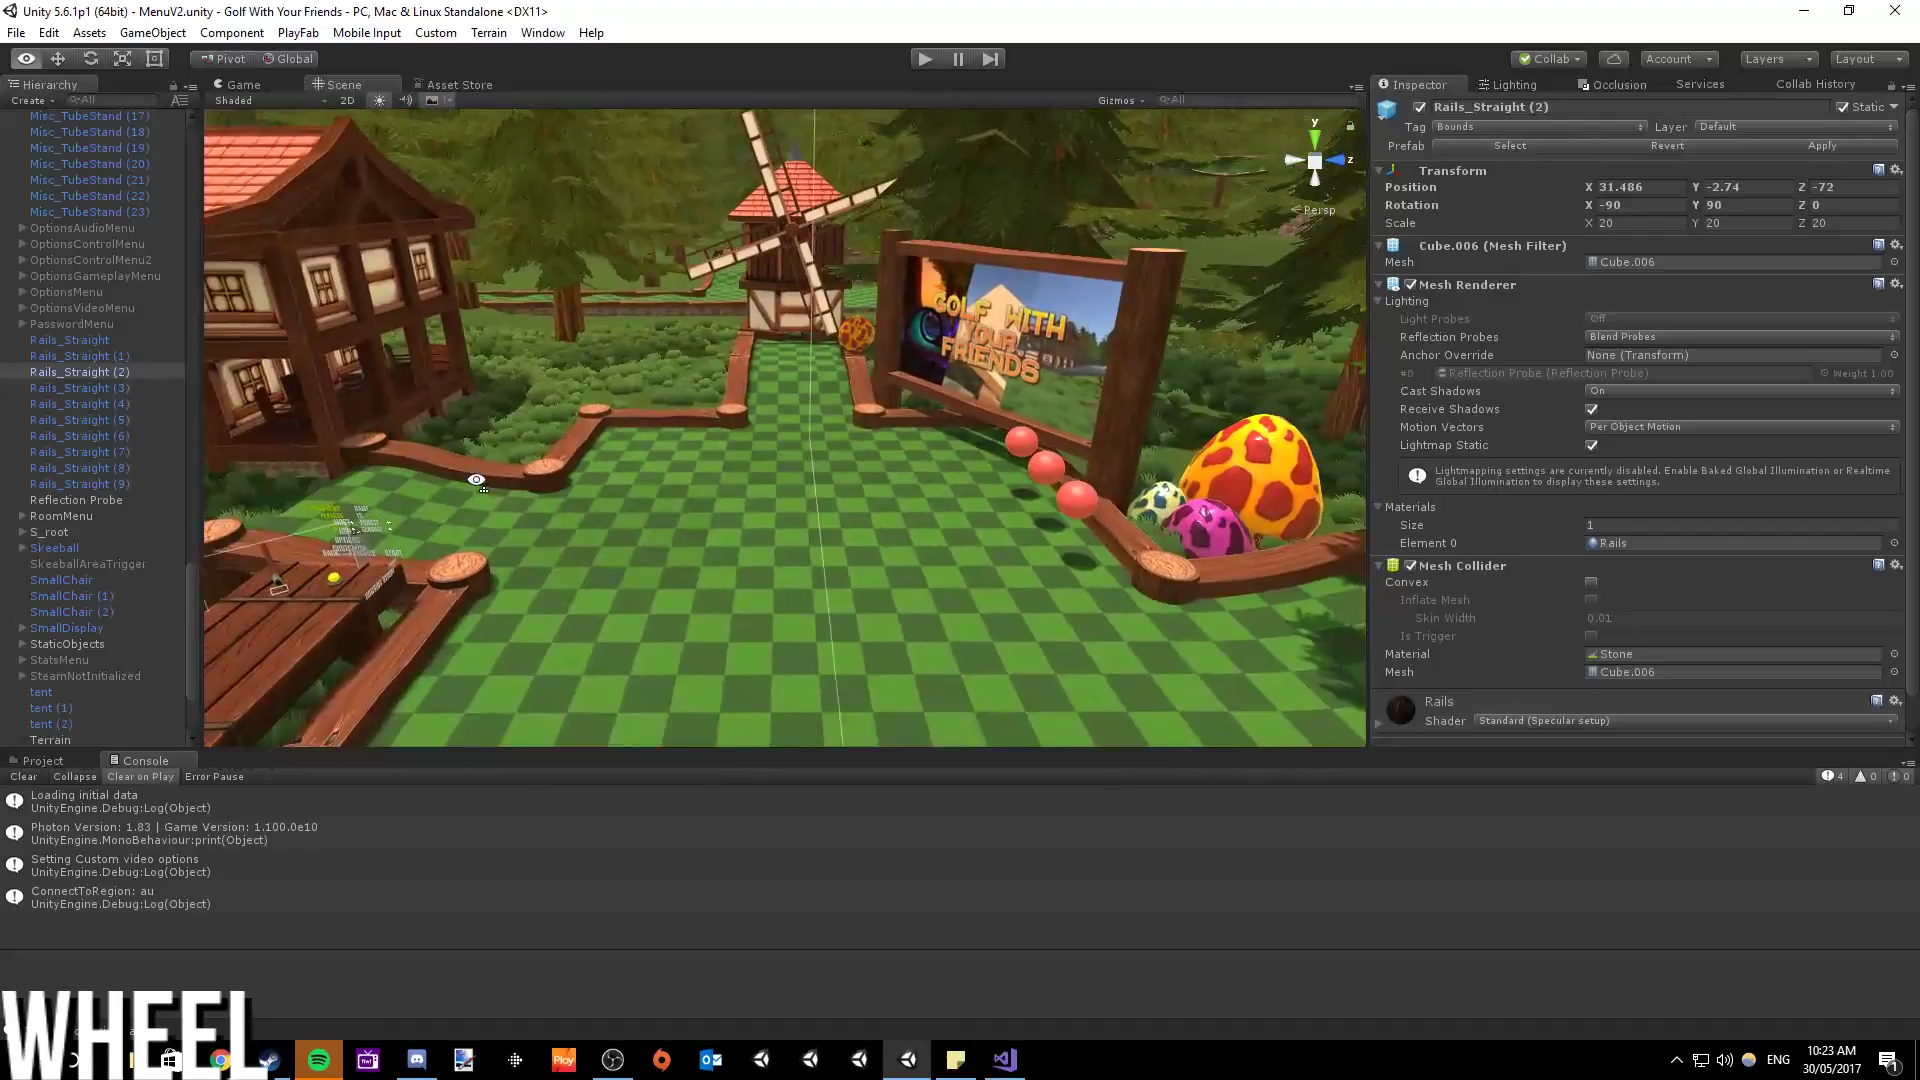 Unity 5.6.1p1 (64bit) - MenuV2.unity - Golf With Your Friends - PC, Mac & Linux Standalone <DX11>
File Edit Assets GameObject Component PlayFab Mobile Input Custom Terrain Window Help
Pivot Global Collab Account Layers Layout
Hierarchy Game Scene Asset Store Inspector Lighting Occlusion Services Collab History
Create All Shaded 2D Gizmos All
Rails_Straight (2) Static
Tag Bounds Layer Default
Prefab Select Revert Apply
Misc_TubeStand (17)
Misc_TubeStand (18)
Misc_TubeStand (19)
Misc_TubeStand (20)
Misc_TubeStand (21)
Misc_TubeStand (22)
Misc_TubeStand (23)
OptionsAudioMenu
OptionsControlMenu
OptionsControlMenu2
OptionsGameplayMenu
OptionsMenu
OptionsVideoMenu
PasswordMenu
Rails_Straight
Rails_Straight (1)
Rails_Straight (2)
Rails_Straight (3)
Rails_Straight (4)
Rails_Straight (5)
Rails_Straight (6)
Rails_Straight (7)
Rails_Straight (8)
Rails_Straight (9)
Reflection Probe
RoomMenu
S_root
Skeeball
SkeeballAreaTrigger
SmallChair
SmallChair (1)
SmallChair (2)
SmallDisplay
StaticObjects
StatsMenu
SteamNotInitialized
tent
tent (1)
tent (2)
Terrain
y
z
Persp
GOLF WITH
YOUR
FRIENDS
Transform
Position X 31.486 Y -2.74 Z -72
Rotation X -90 Y 90 Z 0
Scale X 20 Y 20 Z 20
Cube.006 (Mesh Filter)
Mesh Cube.006
Mesh Renderer
Lighting
Light Probes Off
Reflection Probes Blend Probes
Anchor Override None (Transform)
#0 Reflection Probe (Reflection Probe) Weight 1.00
Cast Shadows On
Receive Shadows
Motion Vectors Per Object Motion
Lightmap Static
Lightmapping settings are currently disabled. Enable Baked Global Illumination or Realtime
Global Illumination to display these settings.
Materials
Size 1
Element 0 Rails
Mesh Collider
Convex
Inflate Mesh
Skin Width 0.01
Is Trigger
Material Stone
Mesh Cube.006
Rails
Shader Standard (Specular setup)
Project Console
Clear Collapse Clear on Play Error Pause 4 0 0
Loading initial data
UnityEngine.Debug:Log(Object)
Photon Version: 1.83 | Game Version: 1.100.0e10
UnityEngine.MonoBehaviour:print(Object)
Setting Custom video options
UnityEngine.Debug:Log(Object)
ConnectToRegion: au
UnityEngine.Debug:Log(Object)
WHEEL
Play
ENG
10:23 AM
30/05/2017
1